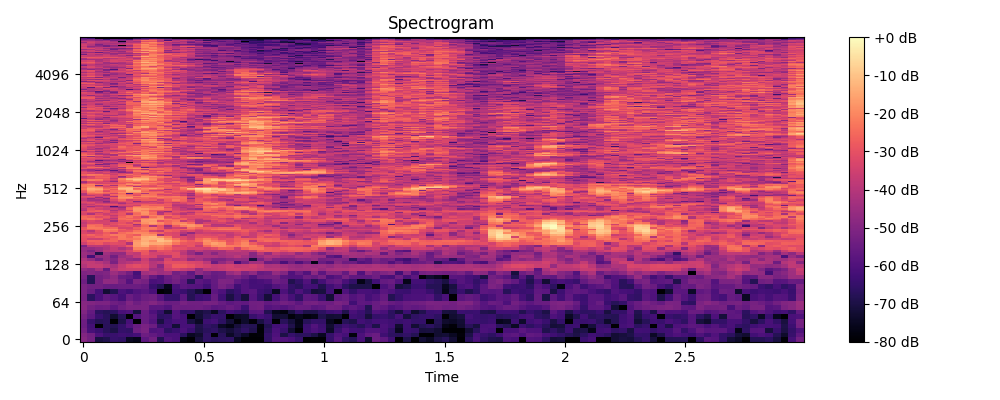 Spectrogram
Hz
4096
2048
1024
512
256
128
64
0
0
0.5
1
1.5
2
2.5
Time
+0 dB
-10 dB
-20 dB
-30 dB
-40 dB
-50 dB
-60 dB
-70 dB
-80 dB